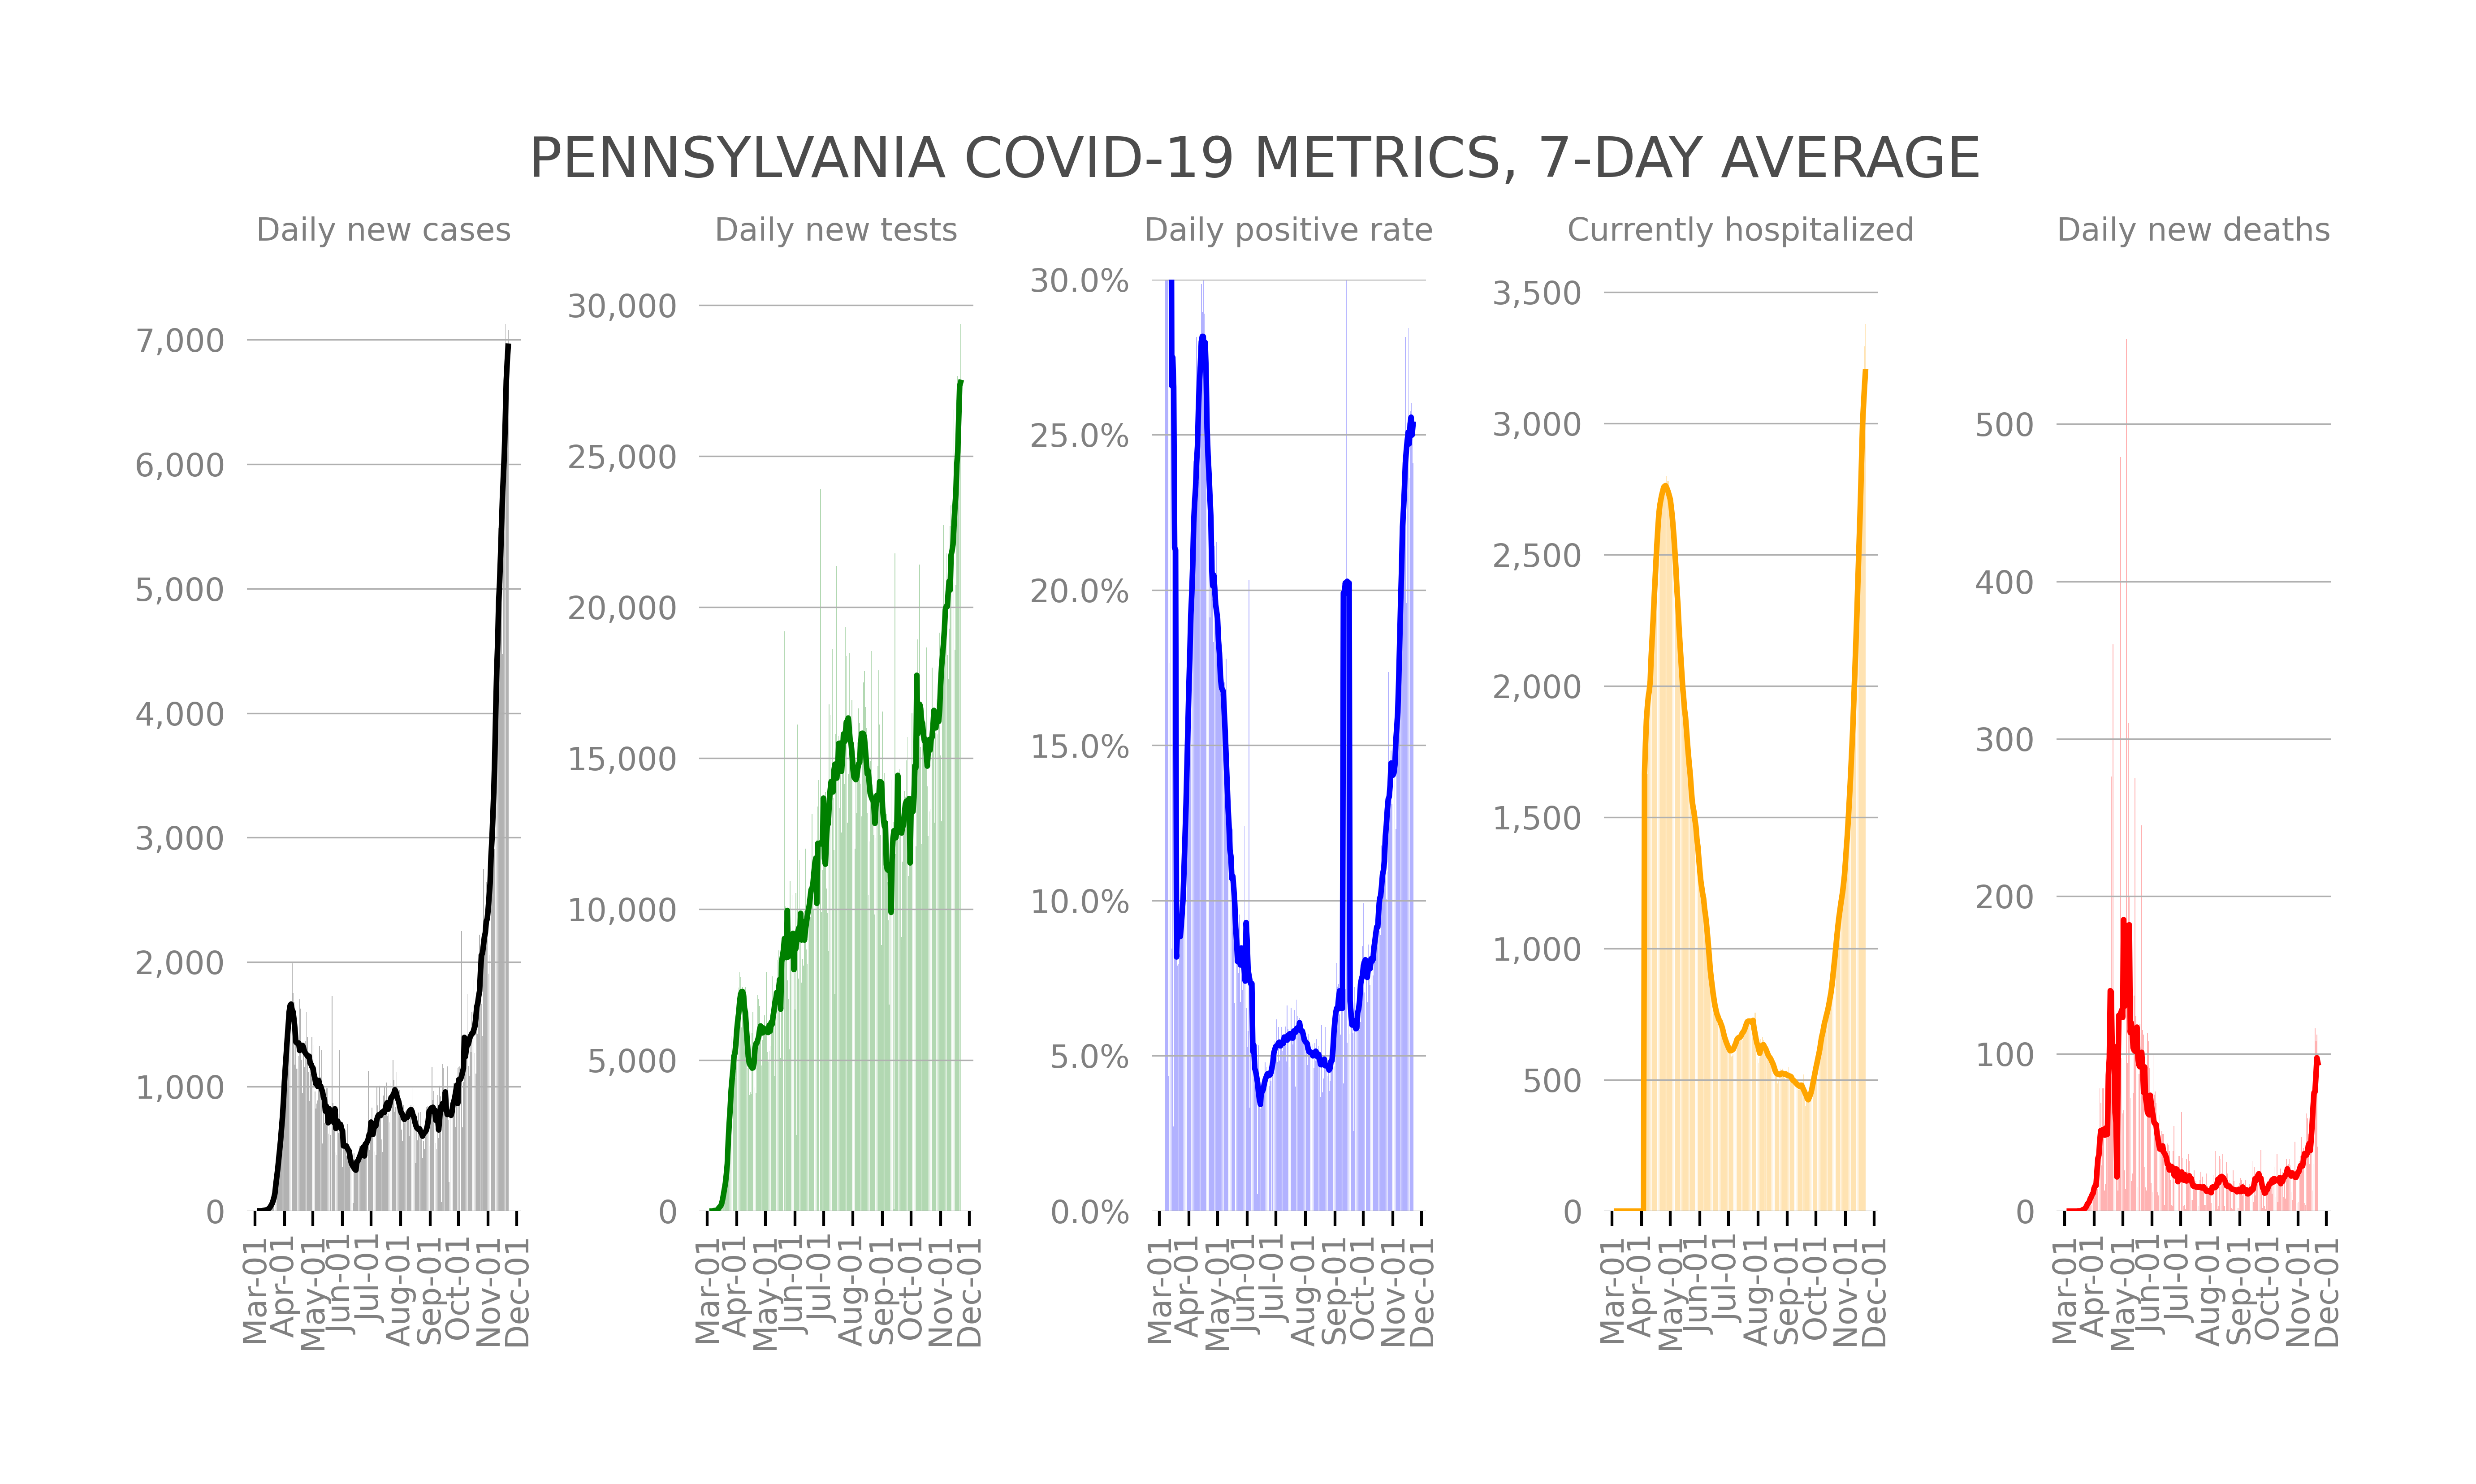 PENNSYLVANIA COVID-19 METRICS, 7-DAY AVERAGE
Daily new cases
7,000
6,000
5,000
4,000
3,000
2,000
1,000
0
Mar-01
Apr-01
May-01
Jun-01
Jul-01
Aug-01
Sep-01
Oct-01
Nov-01
Dec-01
Daily new tests
30,000
25,000
20,000
15,000
10,000
5,000
0
Mar-01
Apr-01
May-01
Jun-01
Jul-01
Aug-01
Sep-01
Oct-01
Nov-01
Dec-01
Daily positive rate
30.0%
25.0%
20.0%
15.0%
10.0%
5.0%
0.0%
Mar-01
Apr-01
May-01
Jun-01
Jul-01
Aug-01
Sep-01
Oct-01
Nov-01
Dec-01
Currently hospitalized
3,500
3,000
2,500
2,000
1,500
1,000
500
0
Mar-01
Apr-01
May-01
Jun-01
Jul-01
Aug-01
Sep-01
Oct-01
Nov-01
Dec-01
Daily new deaths
500
400
300
200
100
0
Mar-01
Apr-01
May-01
Jun-01
Jul-01
Aug-01
Sep-01
Oct-01
Nov-01
Dec-01